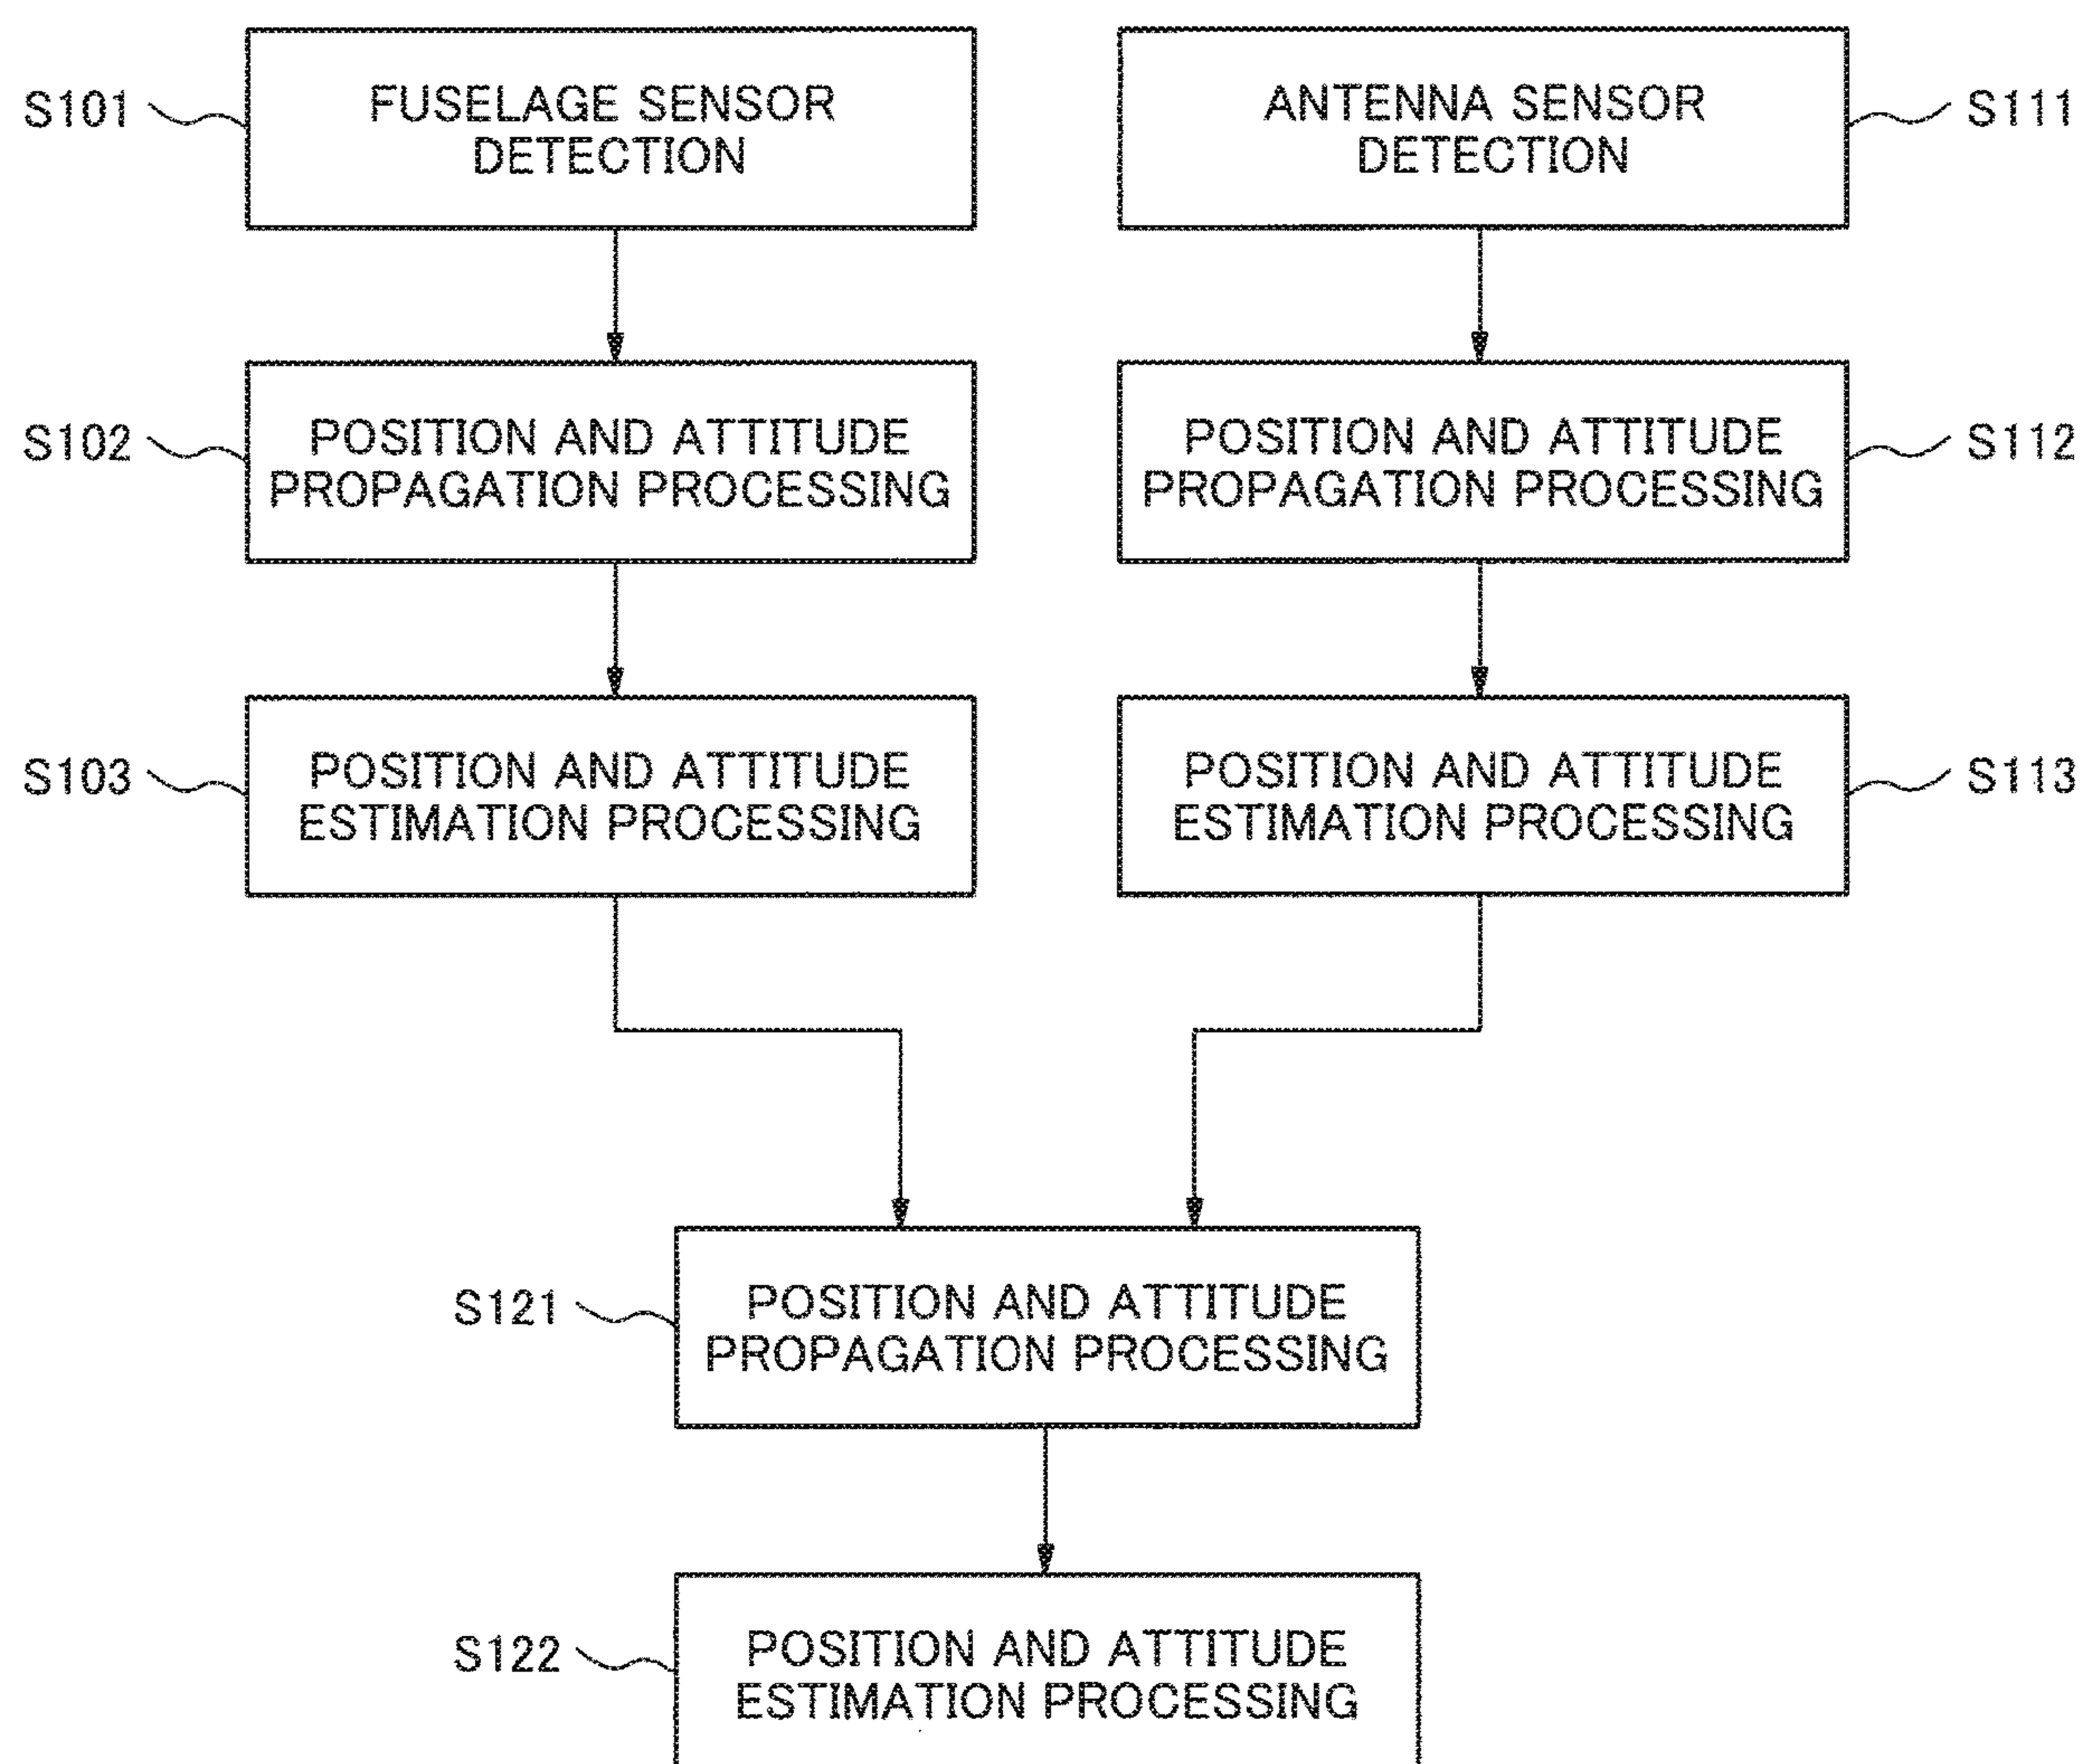 S101
FUSELAGE SENSOR
DETECTION
ANTENNA SENSOR
DETECTION
S111
S102
POSITION AND ATTITUDE
PROPAGATION PROCESSING
POSITION AND ATTITUDE
PROPAGATION PROCESSING
S112
S103
POSITION AND ATTITUDE
ESTIMATION PROCESSING
POSITION AND ATTITUDE
ESTIMATION PROCESSING
S113
S121
POSITION AND ATTITUDE
PROPAGATION PROCESSING
S122
POSITION AND ATTITUDE
ESTIMATION PROCESSING